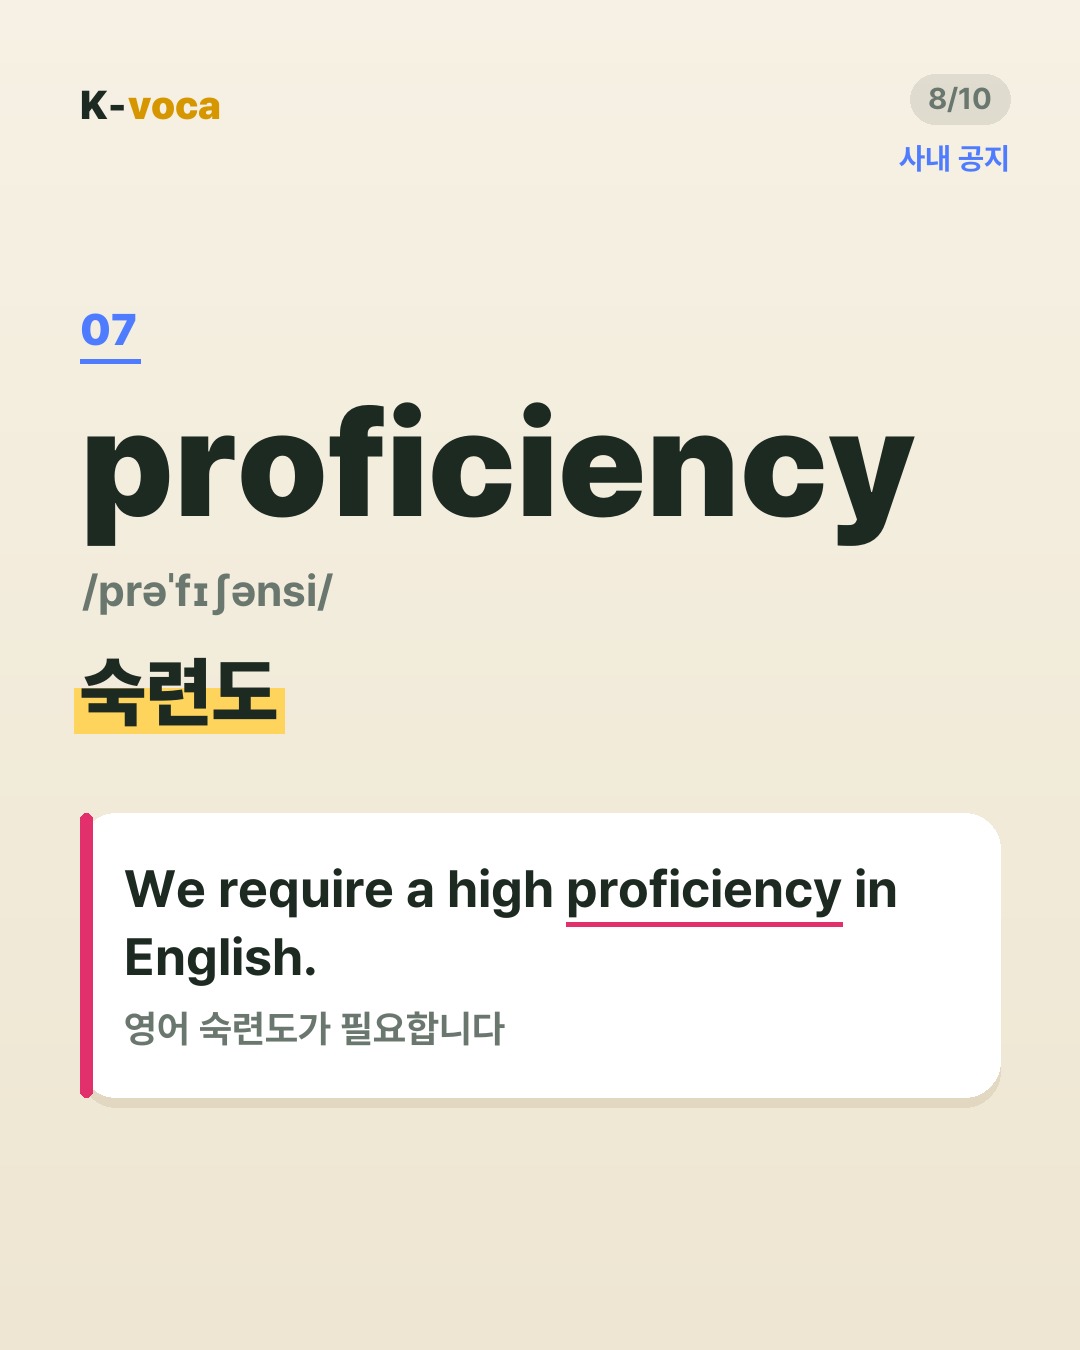 K-voca
8/10
사내 공지
07
proficiency
/prəˈfɪʃənsi/
숙련도
We require a high proficiency in
English.
영어 숙련도가 필요합니다